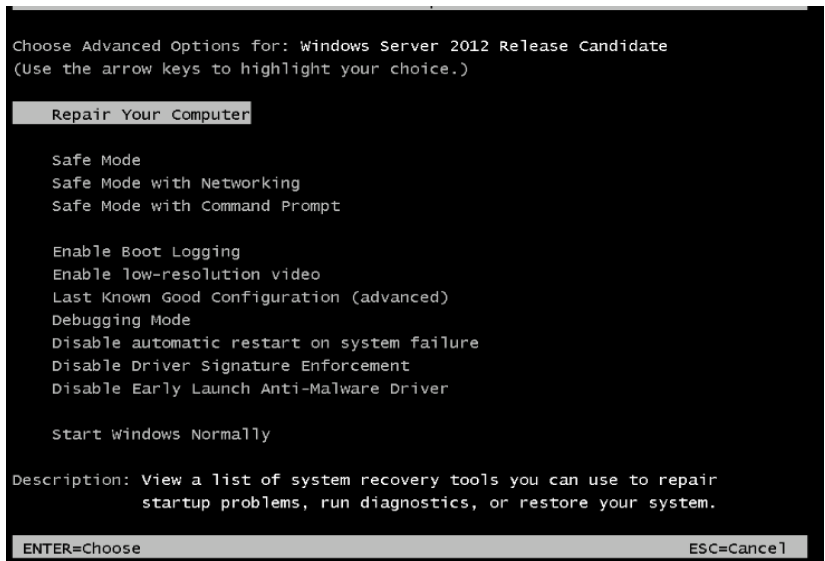 Choose Advanced Options for: Windows Server 2012 Release Candidate
(Use the arrow keys to highlight your choice.)
Repair Your Computer
Safe Mode
Safe Mode with Networking
Safe Mode with Command Prompt
Enable Boot Logging
Enable low-resolution video
Last Known Good Configuration (advanced)
Debugging Mode
Disable automatic restart on system failure
Disable Driver Signature Enforcement
Disable Early Launch Anti-Malware Driver
Start Windows Normally
Description: View a list of system recovery tools you can use to repair
startup problems, run diagnostics, or restore your system.
ENTER=Choose ESC=Cancel